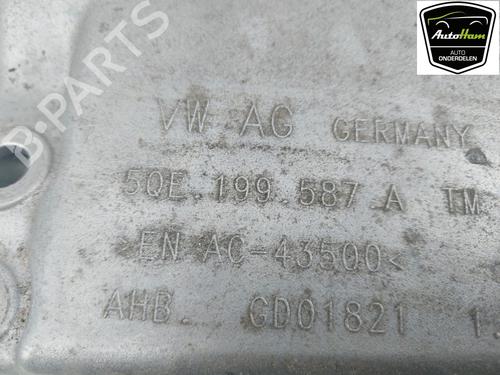 AutoHam
AUTO
ONDERDELEN
B-PARTS
VW AG GERMANY
5QE.199.587.A TM
>EN AC-43500<
AHB. GD01821 1